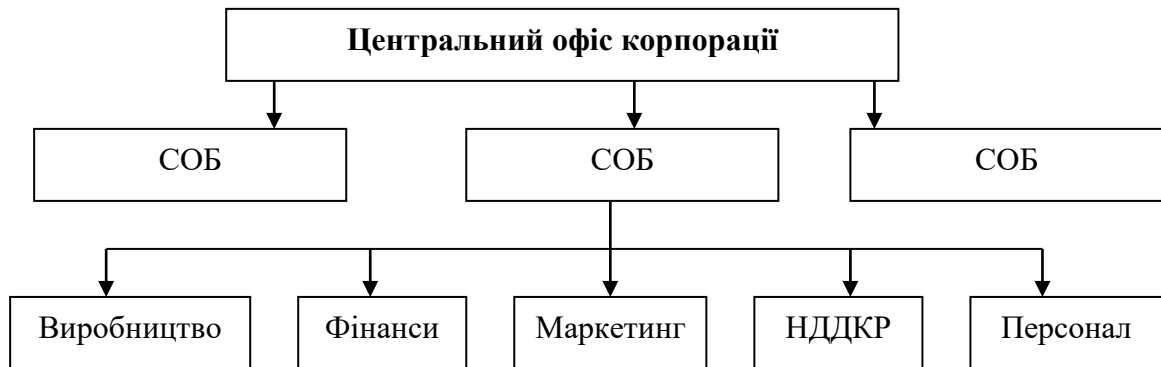 Центральний офіс корпорації
СОБ
СОБ
СОБ
Виробництво
Фінанси
Маркетинг
НДДКР
Персонал